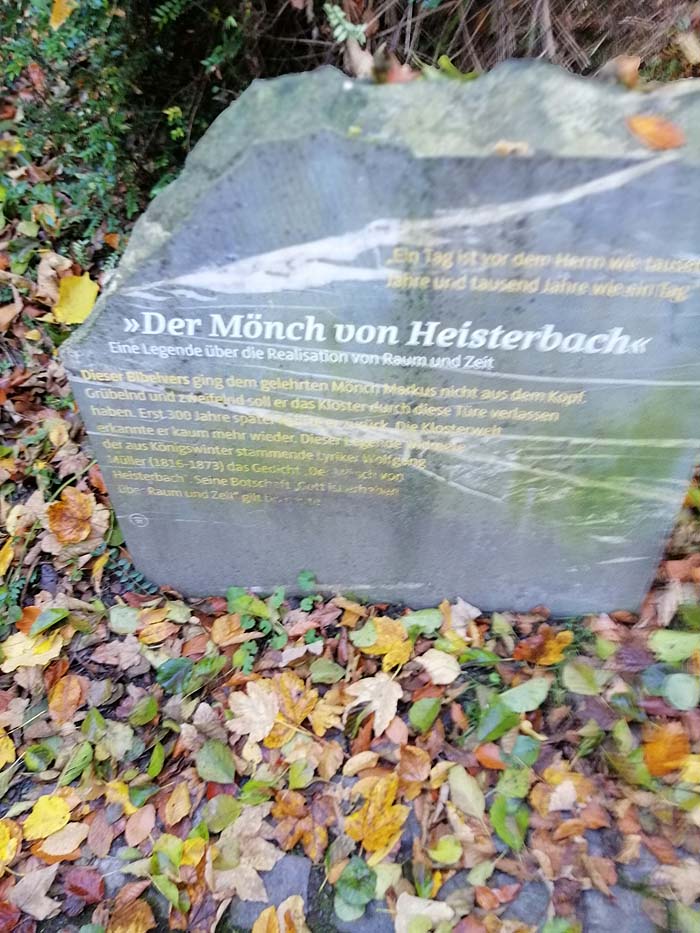 „Ein Tag ist vor dem Herrn wie tausend
Jahre und tausend Jahre wie ein Tag“
»Der Mönch von Heisterbach«
Eine Legende über die Realisation von Raum und Zeit
Dieser Bibelvers ging dem gelehrten Mönch Markus nicht aus dem Kopf.
Grübelnd und zweifelnd soll er das Kloster durch diese Türe verlassen
haben. Erst 300 Jahre später zurück. Die Klosterwelt
erkannte er kaum mehr wieder. Dieser Legende
der aus Königswinter stammende Lyriker Wolfgang
Müller (1816-1873) das Gedicht „Der Mönch von
Heisterbach“. Seine Botschaft „Gott ist erhaben
über Raum und Zeit“ gilt